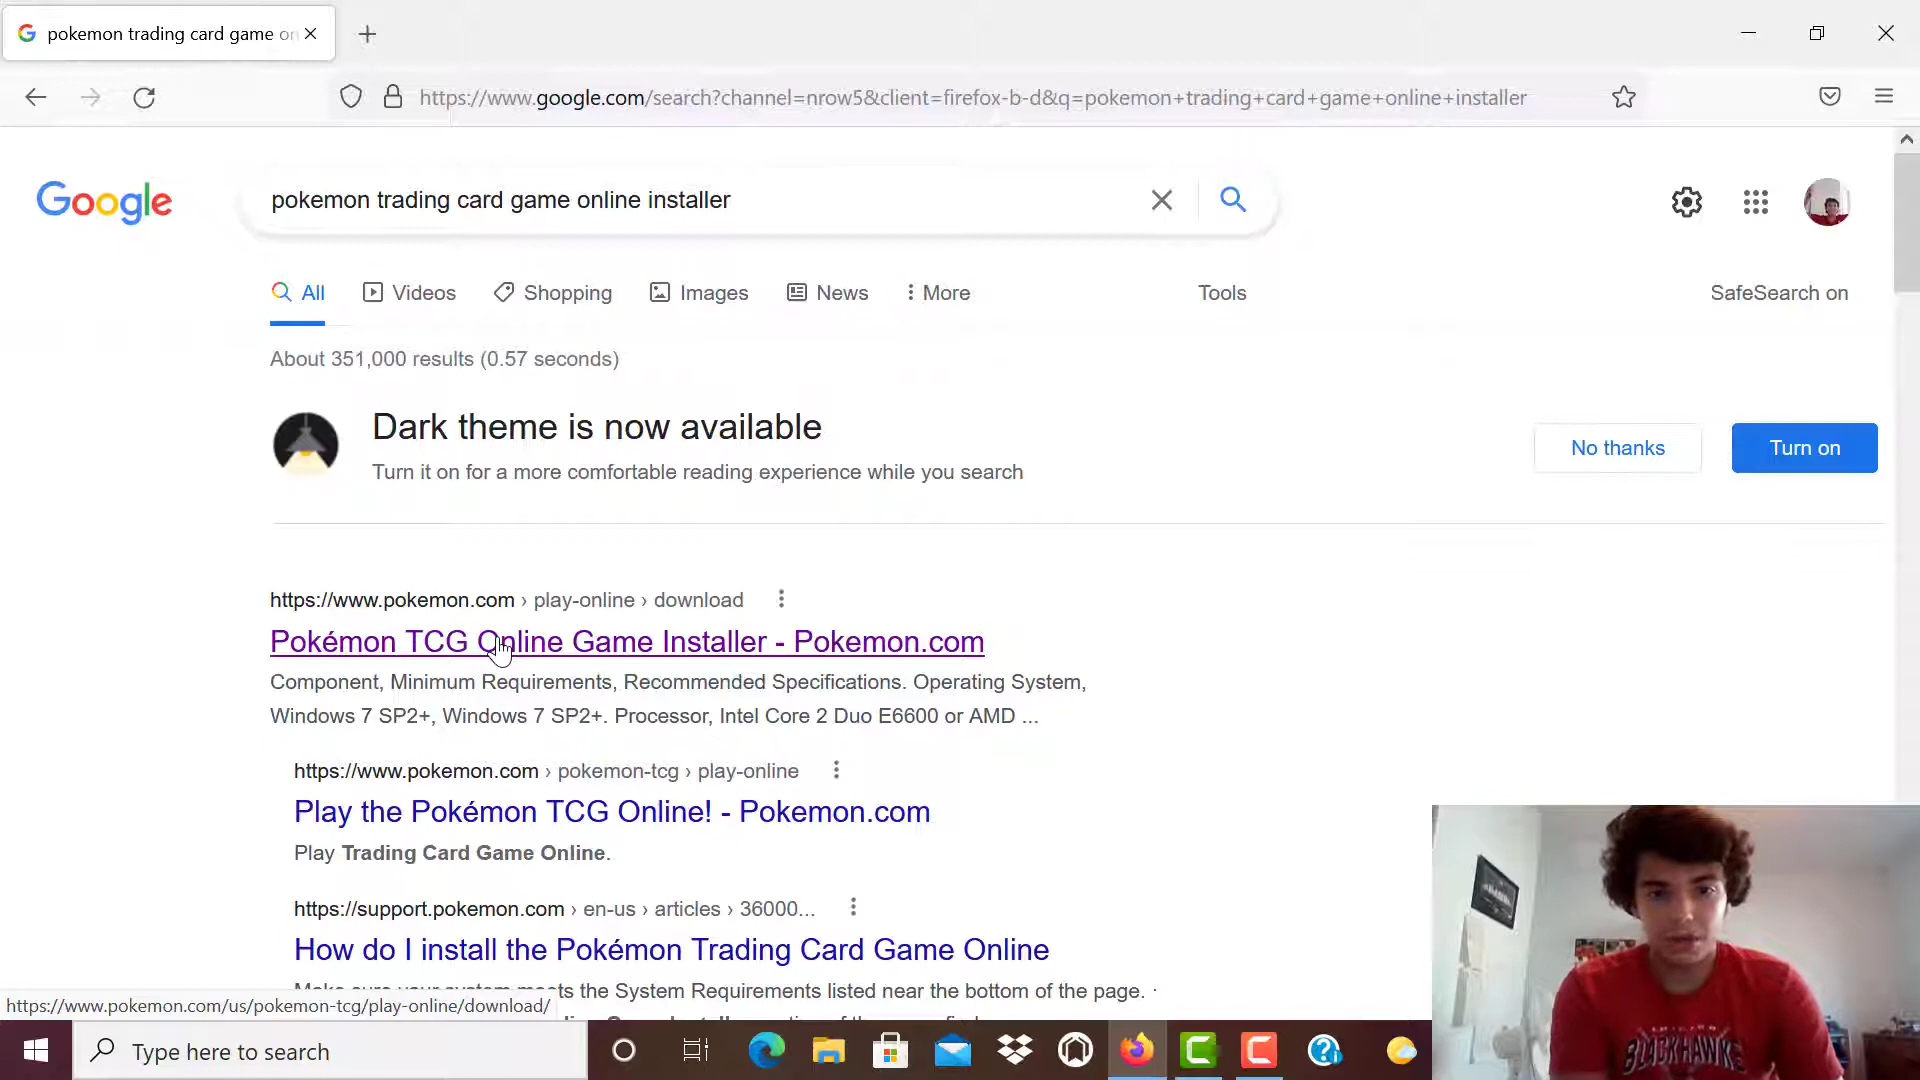 pokemon trading card game on
https://www.google.com/search?channel=nrow5&client=firefox-b-d&q=pokemon+trading+card+game+online+installer
Google
pokemon trading card game online installer
All
Videos
Shopping
Images
News
More
Tools
SafeSearch on
About 351,000 results (0.57 seconds)
Dark theme is now available
Turn it on for a more comfortable reading experience while you search
No thanks
Turn on
https://www.pokemon.com › play-online › download
Pokémon TCG Online Game Installer - Pokemon.com
Component, Minimum Requirements, Recommended Specifications. Operating System,
Windows 7 SP2+, Windows 7 SP2+. Processor, Intel Core 2 Duo E6600 or AMD ...
https://www.pokemon.com › pokemon-tcg › play-online
Play the Pokémon TCG Online! - Pokemon.com
Play Trading Card Game Online.
https://support.pokemon.com › en-us › articles › 36000...
How do I install the Pokémon Trading Card Game Online
meets the System Requirements listed near the bottom of the page.
https://www.pokemon.com/us/pokemon-tcg/play-online/download/
Type here to search
BLACKHAWKS